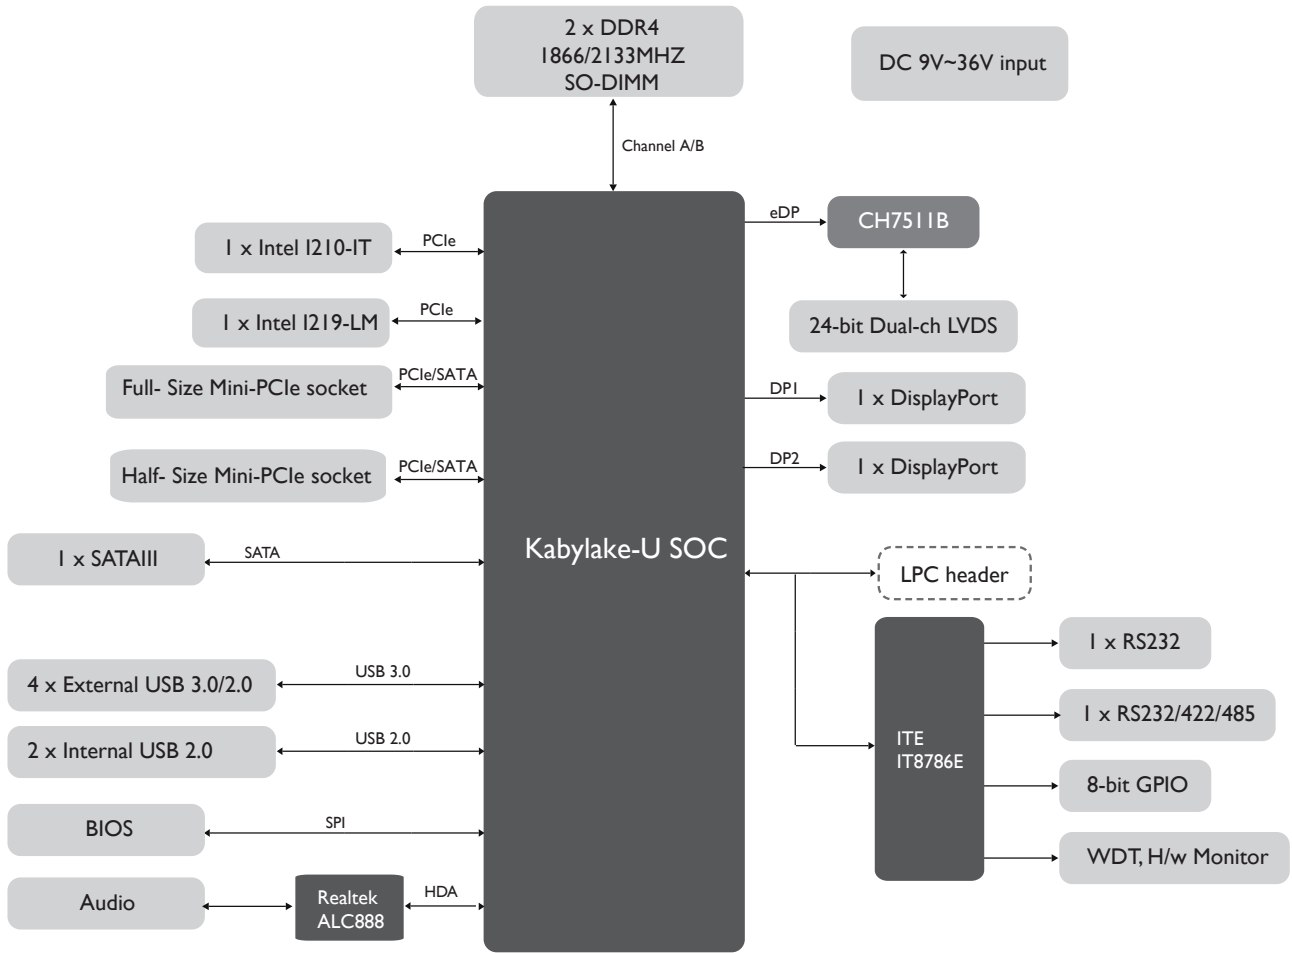 2 x DDR4
1866/2133MHZ
SO-DIMM
DC 9V~36V input
Channel A/B
eDP
CH7511B
1 x Intel I210-IT
PCIe
1 x Intel I219-LM
PCIe
24-bit Dual-ch LVDS
Full- Size Mini-PCIe socket
PCIe/SATA
DP1
1 x DisplayPort
Half- Size Mini-PCIe socket
PCIe/SATA
DP2
1 x DisplayPort
1 x SATAIII
SATA
Kabylake-U SOC
LPC header
4 x External USB 3.0/2.0
USB 3.0
1 x RS232
2 x Internal USB 2.0
USB 2.0
ITE
IT8786E
1 x RS232/422/485
8-bit GPIO
BIOS
SPI
WDT, H/w Monitor
Audio
Realtek
ALC888
HDA